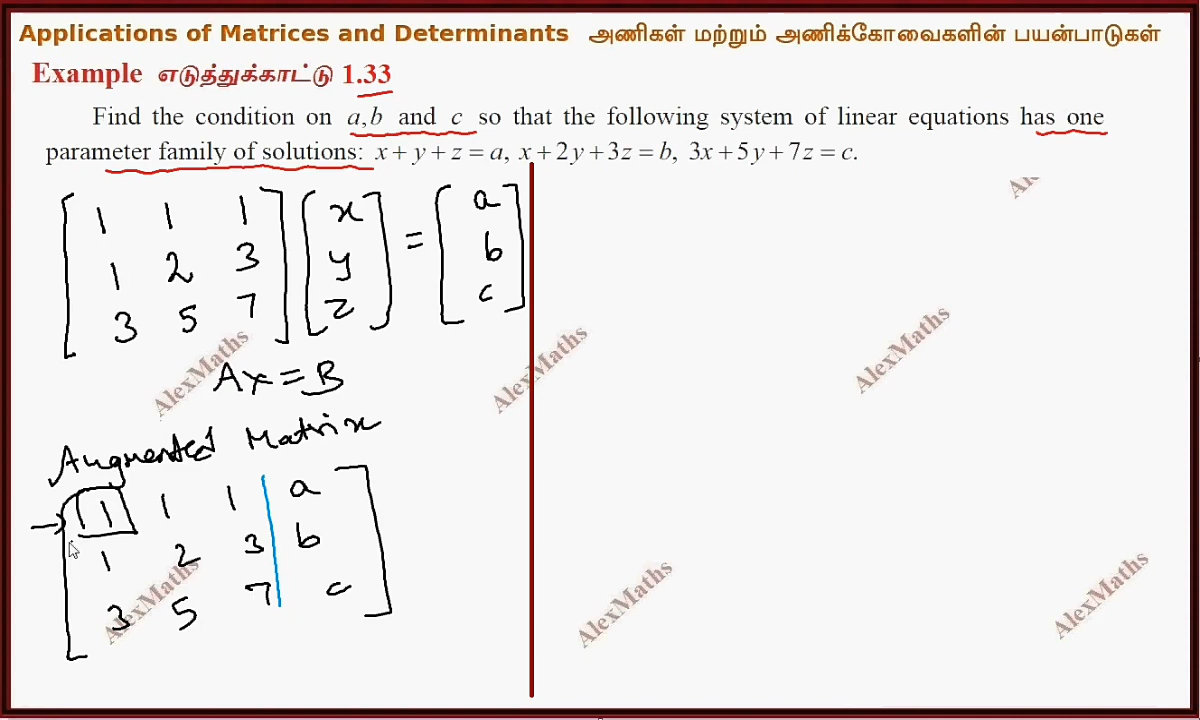 Applications of Matrices and Determinants அணிகள் மற்றும் அணிக்கோவைகளின் பயன்பாடுகள்
Example எடுத்துக்காட்டு 1.33
Find the condition on a,b and c so that the following system of linear equations has one
parameter family of solutions: x+y+z=a, x+2y+3z=b, 3x+5y+7z=c.
1 1 1 x = a
1 2 3 y b
3 5 7 z c
AX=B
Augmented Matrix
1 1 1 a
1 2 3 b
3 5 7 c
AlexMaths
AlexMaths
AlexMaths
AlexMaths
AlexMaths
AlexMaths